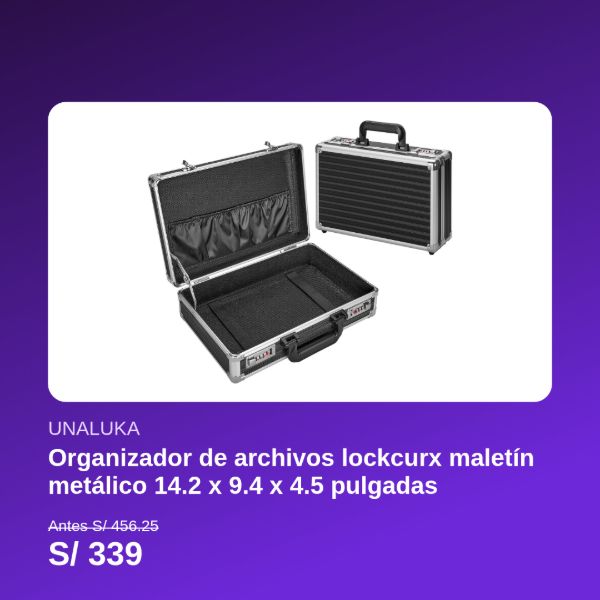 UNALUKA
Organizador de archivos lockcurx maletín
metálico 14.2 x 9.4 x 4.5 pulgadas
Antes S/ 456.25
S/ 339